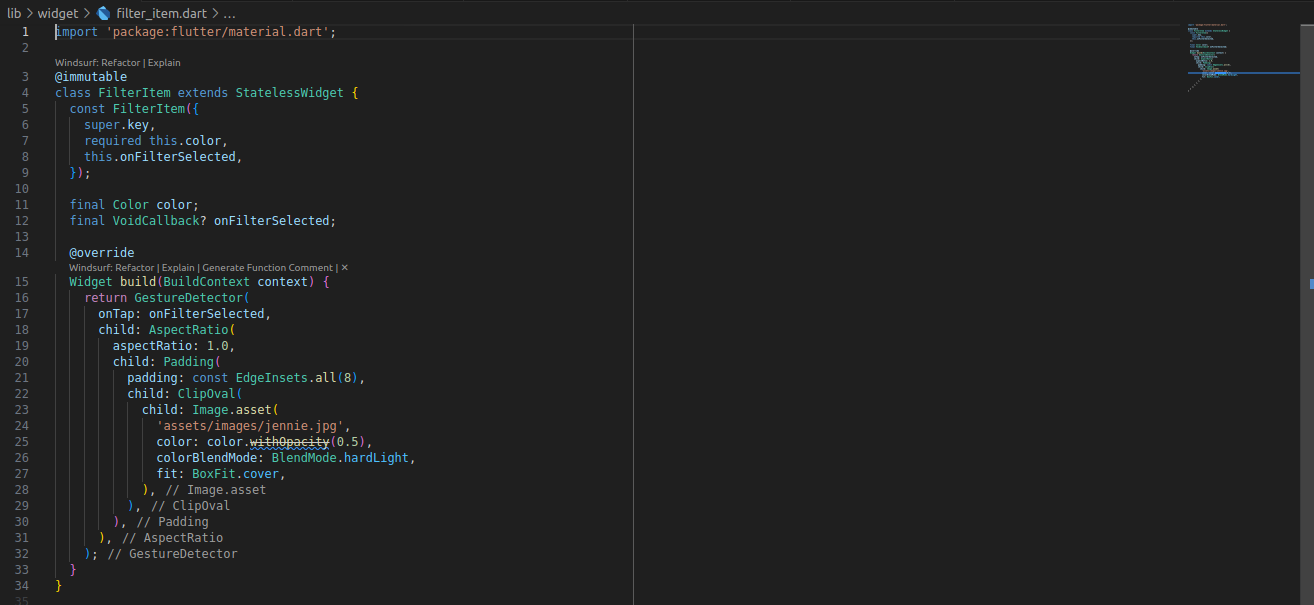 lib > widget > filter_item.dart > ...
1 import 'package:flutter/material.dart';
2
Windsurf: Refactor | Explain
3 @immutable
4 class FilterItem extends StatelessWidget {
5   const FilterItem({
6     super.key,
7     required this.color,
8     this.onFilterSelected,
9   });
10
11   final Color color;
12   final VoidCallback? onFilterSelected;
13
14   @override
Windsurf: Refactor | Explain | Generate Function Comment | ✕
15   Widget build(BuildContext context) {
16     return GestureDetector(
17       onTap: onFilterSelected,
18       child: AspectRatio(
19         aspectRatio: 1.0,
20         child: Padding(
21           padding: const EdgeInsets.all(8),
22           child: ClipOval(
23             child: Image.asset(
24               'assets/images/jennie.jpg',
25               color: color.withOpacity(0.5),
26               colorBlendMode: BlendMode.hardLight,
27               fit: BoxFit.cover,
28             ), // Image.asset
29           ), // ClipOval
30         ), // Padding
31       ), // AspectRatio
32     ); // GestureDetector
33   }
34 }
35